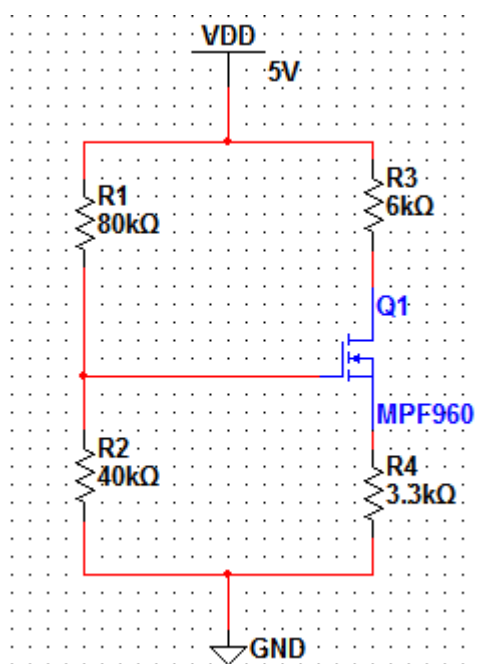 VDD
5V
R1
80kΩ
R3
6kΩ
Q1
MPF960
R2
40kΩ
R4
3.3kΩ
GND